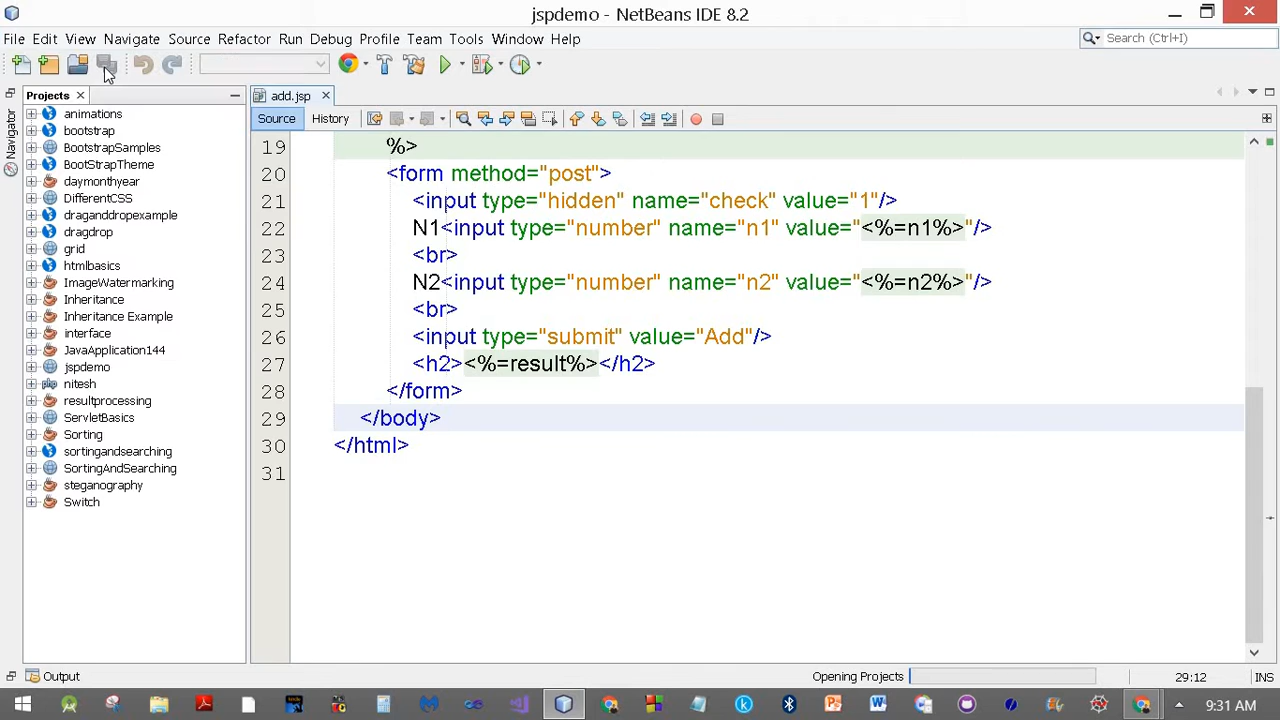 jspdemo - NetBeans IDE 8.2
File Edit View Navigate Source Refactor Run Debug Profile Team Tools Window Help
Search (Ctrl+I)
Projects
add.jsp
Source History
Navigator
animations
bootstrap
BootstrapSamples
BootStrapTheme
daymonthyear
DifferentCSS
draganddropexample
dragdrop
grid
htmlbasics
ImageWatermarking
Inheritance
Inheritance Example
interface
JavaApplication144
jspdemo
nitesh
resultprocessing
ServletBasics
Sorting
sortingandsearching
SortingAndSearching
steganography
Switch
19 %>
20 <form method="post">
21 <input type="hidden" name="check" value="1"/>
22 N1<input type="number" name="n1" value="<%=n1%>"/>
23 <br>
24 N2<input type="number" name="n2" value="<%=n2%>"/>
25 <br>
26 <input type="submit" value="Add"/>
27 <h2><%=result%></h2>
28 </form>
29 </body>
30 </html>
31
Output
Opening Projects
29:12
INS
9:31 AM